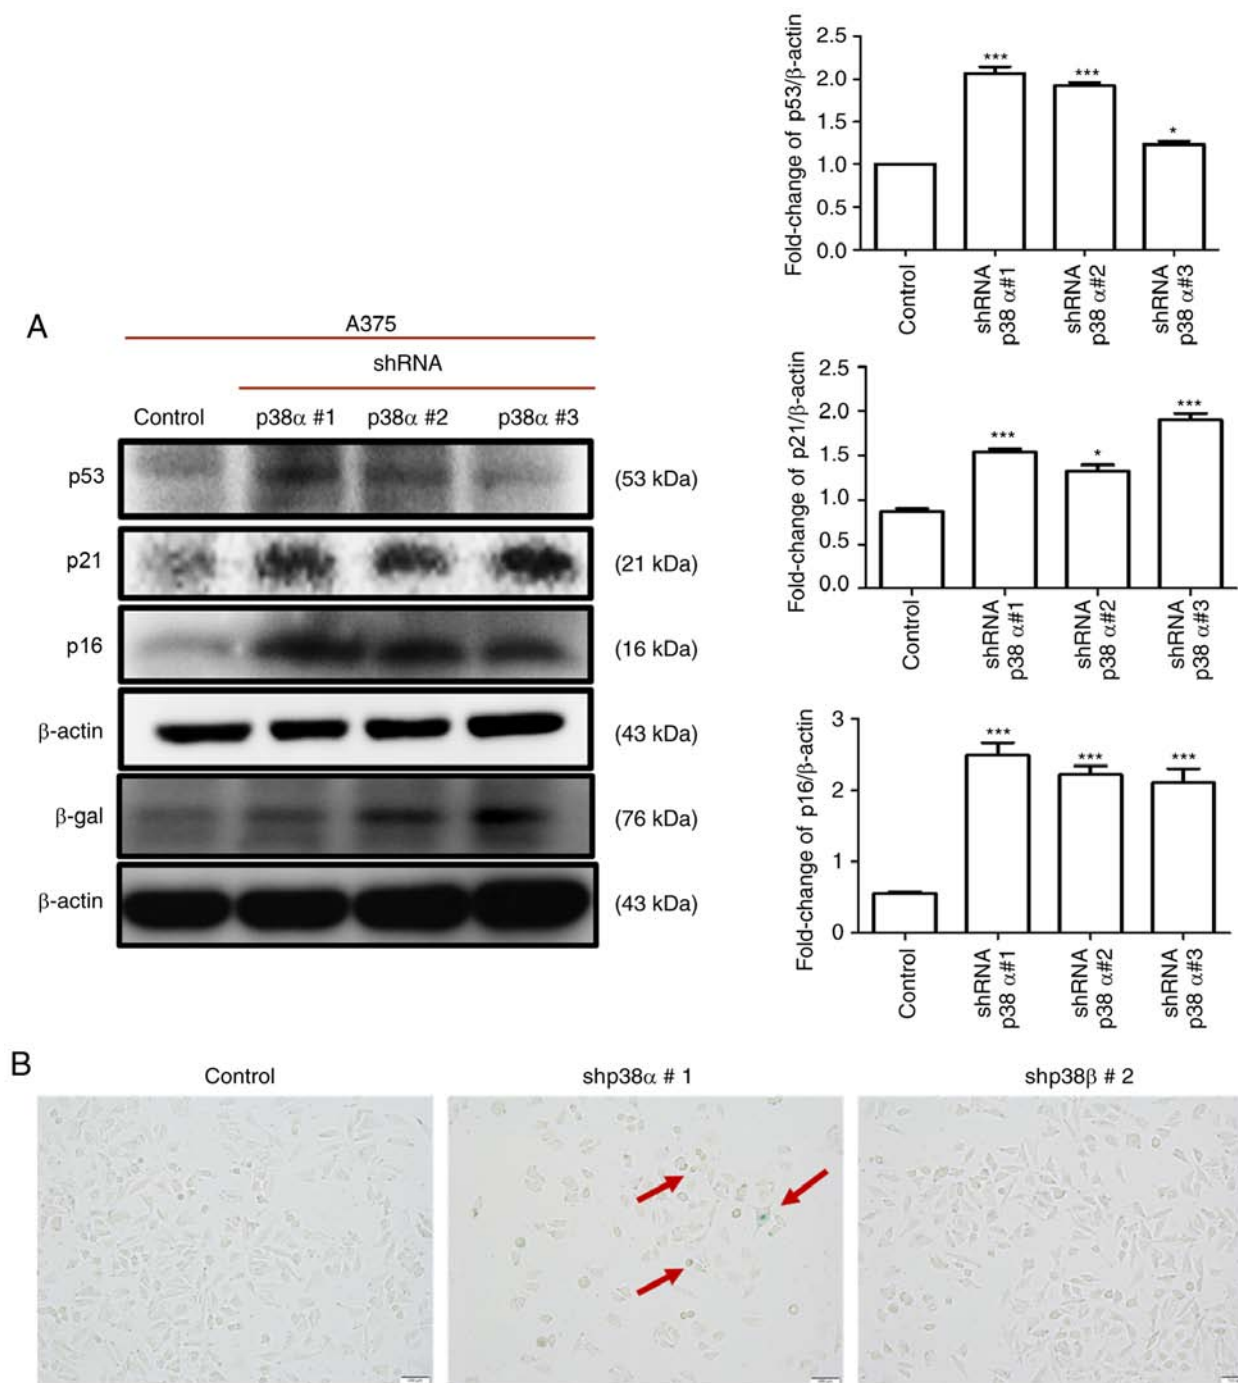 A
A375
shRNA
Control p38α #1 p38α #2 p38α #3
p53 (53 kDa)
p21 (21 kDa)
p16 (16 kDa)
β-actin (43 kDa)
β-gal (76 kDa)
β-actin (43 kDa)
Fold-change of p53/β-actin
2.5
2.0
1.5
1.0
0.5
0.0
***
***
*
Control
shRNA
p38 α#1
shRNA
p38 α#2
shRNA
p38 α#3
Fold-change of p21/β-actin
2.5
2.0
1.5
1.0
0.5
0.0
***
*
***
Control
shRNA
p38 α#1
shRNA
p38 α#2
shRNA
p38 α#3
Fold-change of p16/β-actin
3
2
1
0
***
***
***
Control
shRNA
p38 α#1
shRNA
p38 α#2
shRNA
p38 α#3
B
Control shp38α # 1 shp38β # 2